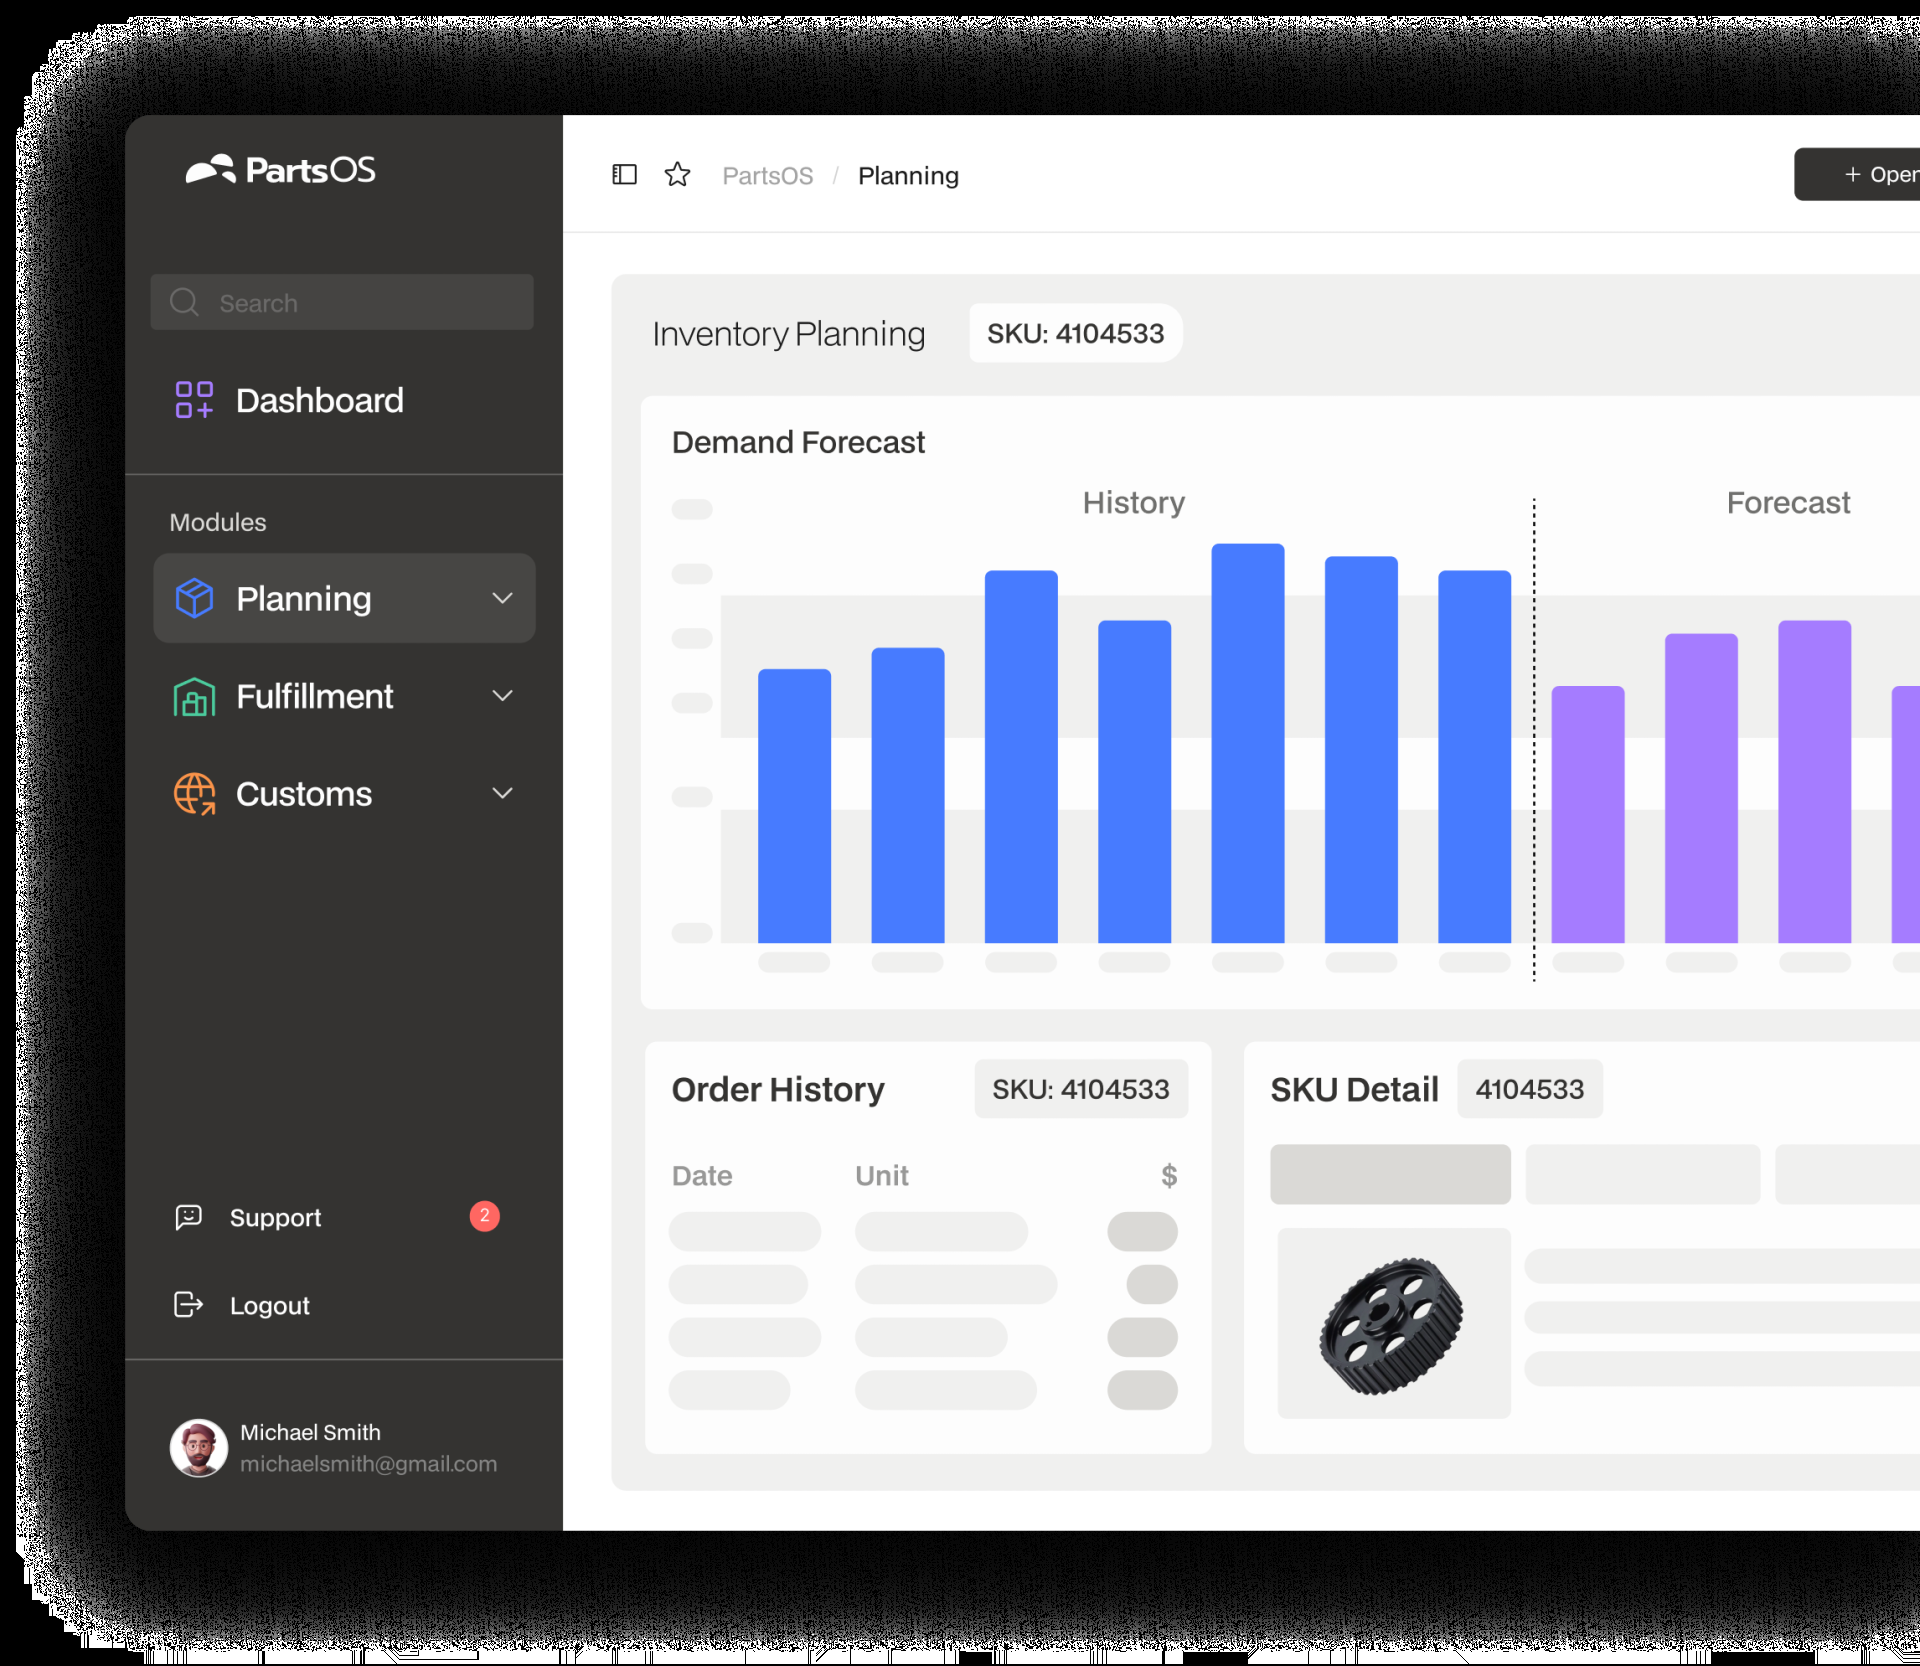 PartsOS
Search
Dashboard
Modules
Planning
Fulfillment
Customs
Support
2
Logout
Michael Smith
michaelsmith@gmail.com
PartsOS / Planning
+ Open
Inventory Planning
SKU: 4104533
Demand Forecast
History
Forecast
Order History
SKU: 4104533
Date Unit $
SKU Detail
4104533